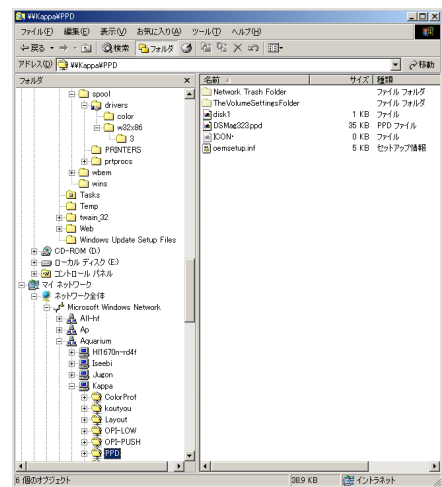 ¥¥Kappa¥PPD
ファイル(F) 編集(E) 表示(V) お気に入り(A) ツール(T) ヘルプ(H)
戻る 検索 フォルダ
アドレス(D) ¥¥Kappa¥PPD 移動
フォルダ
spool
drivers
color
w32x86
3
PRINTERS
prtprocs
wbem
wins
Tasks
Temp
twain_32
Web
Windows Update Setup Files
CD-ROM (D:)
ローカル ディスク (E:)
コントロール パネル
マイ ネットワーク
ネットワーク全体
Microsoft Windows Network
All-hf
Ap
Aquarium
Hl1670n-rd4f
Iseebi
Jugon
Kappa
ColorProf
koutyou
Layout
OPI-LOW
OPI-PUSH
PPD
名前 サイズ 種類
Network Trash Folder ファイル フォルダ
TheVolumeSettingsFolder ファイル フォルダ
disk1 1 KB ファイル
DSMag323.ppd 35 KB PPD ファイル
ICON・ 0 KB ファイル
oemsetup.inf 5 KB セットアップ情報
6 個のオブジェクト 38.9 KB イントラネット